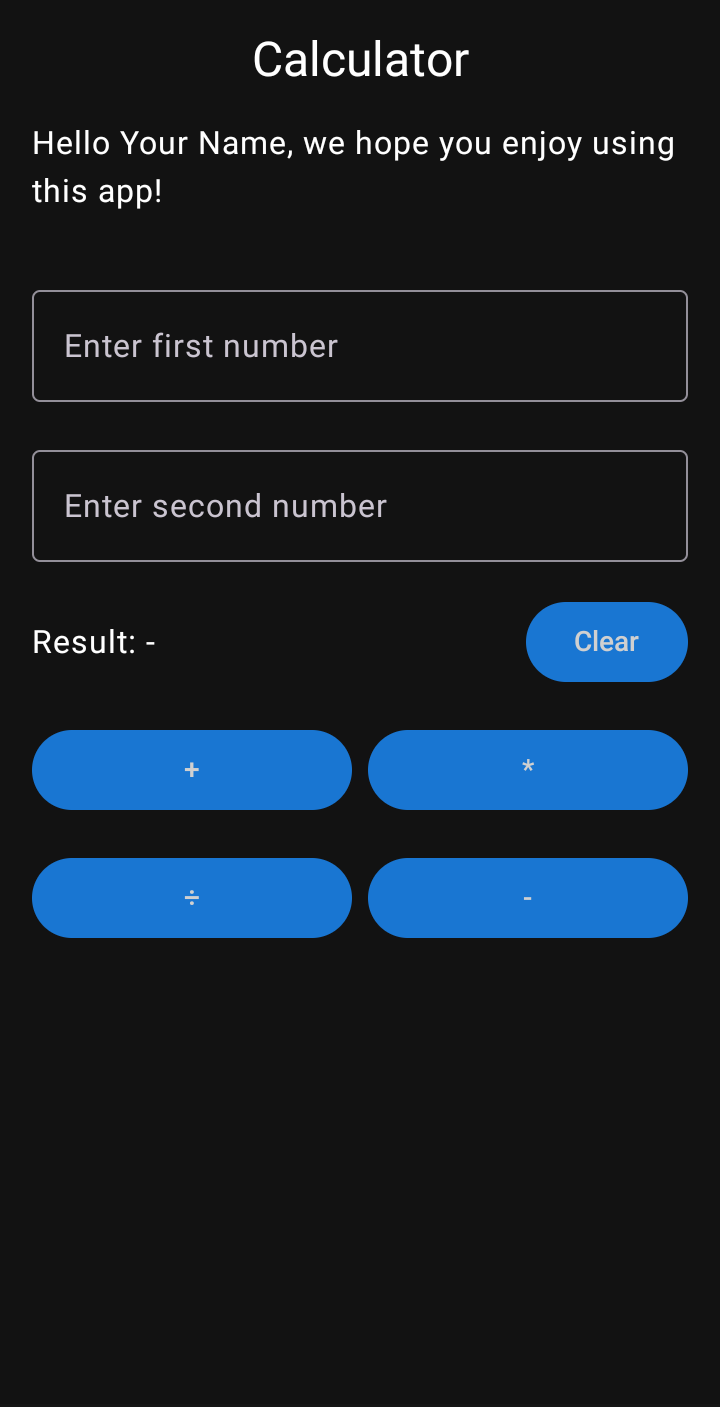 Calculator
Hello Your Name, we hope you enjoy using
this app!
Enter first number
Enter second number
Result: -
Clear
+
*
÷
-